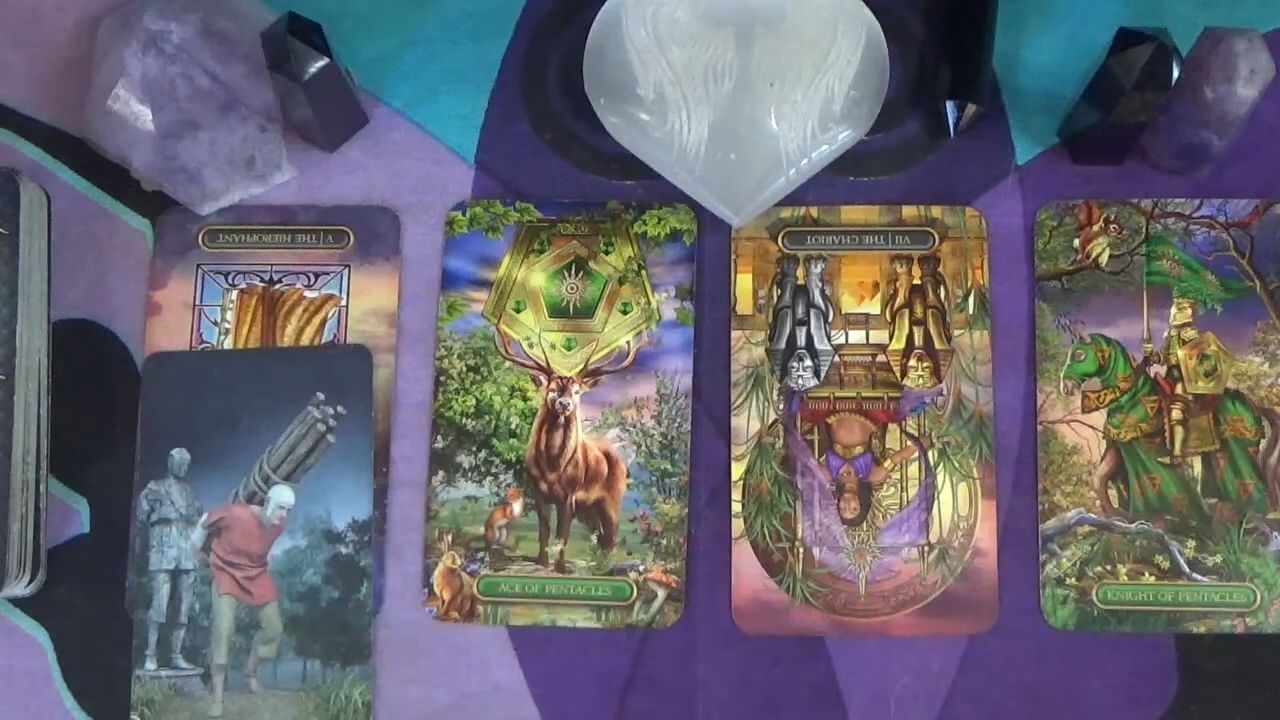 V | THE HIEROPHANT
ACE OF PENTACLES
VII | THE CHARIOT
KNIGHT OF PENTACLES